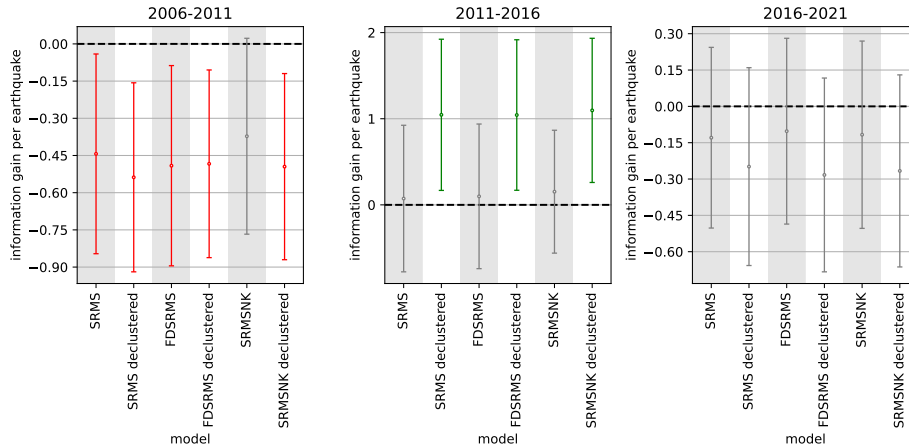 2006-2011
information gain per earthquake
0.00
−0.15
−0.30
−0.45
−0.60
−0.75
−0.90
SRMS
SRMS declustered
FDSRMS
FDSRMS declustered
SRMSNK
SRMSNK declustered
model
2011-2016
information gain per earthquake
2
1
0
SRMS
SRMS declustered
FDSRMS
FDSRMS declustered
SRMSNK
SRMSNK declustered
model
2016-2021
information gain per earthquake
0.30
0.15
0.00
−0.15
−0.30
−0.45
−0.60
SRMS
SRMS declustered
FDSRMS
FDSRMS declustered
SRMSNK
SRMSNK declustered
model